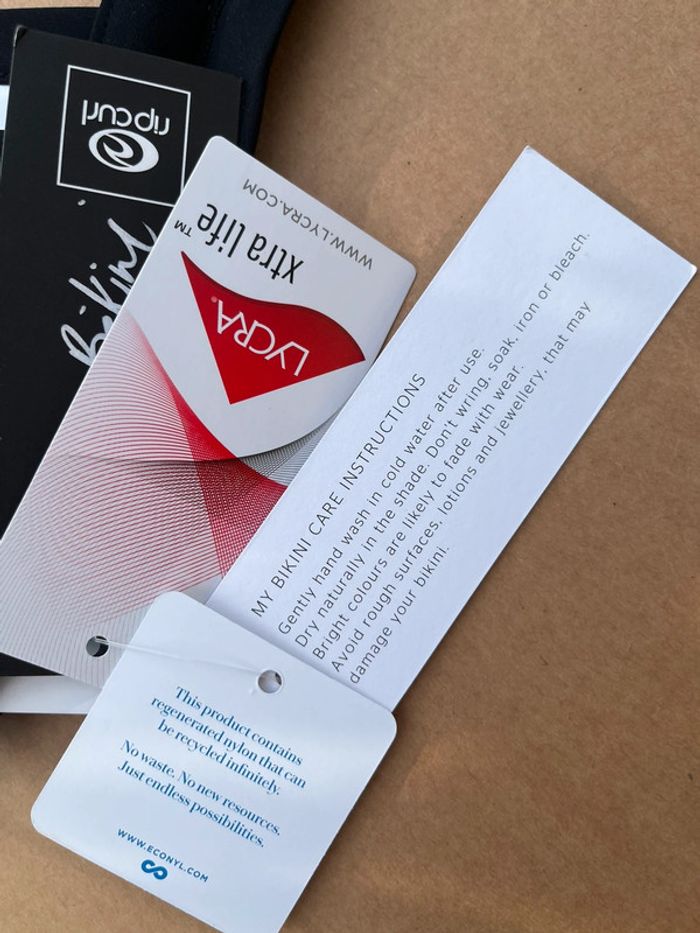 rip curl
Bikini
WWW.LYCRA.COM
xtra life™
LYCRA®
MY BIKINI CARE INSTRUCTIONS
Gently hand wash in cold water after use.
Dry naturally in the shade. Don't wring, soak, iron or bleach.
Bright colours are likely to fade with wear.
Avoid rough surfaces, lotions and jewellery, that may
damage your bikini.
This product contains
regenerated nylon that can
be recycled infinitely.
No waste. No new resources.
Just endless possibilities.
WWW.ECONYL.COM